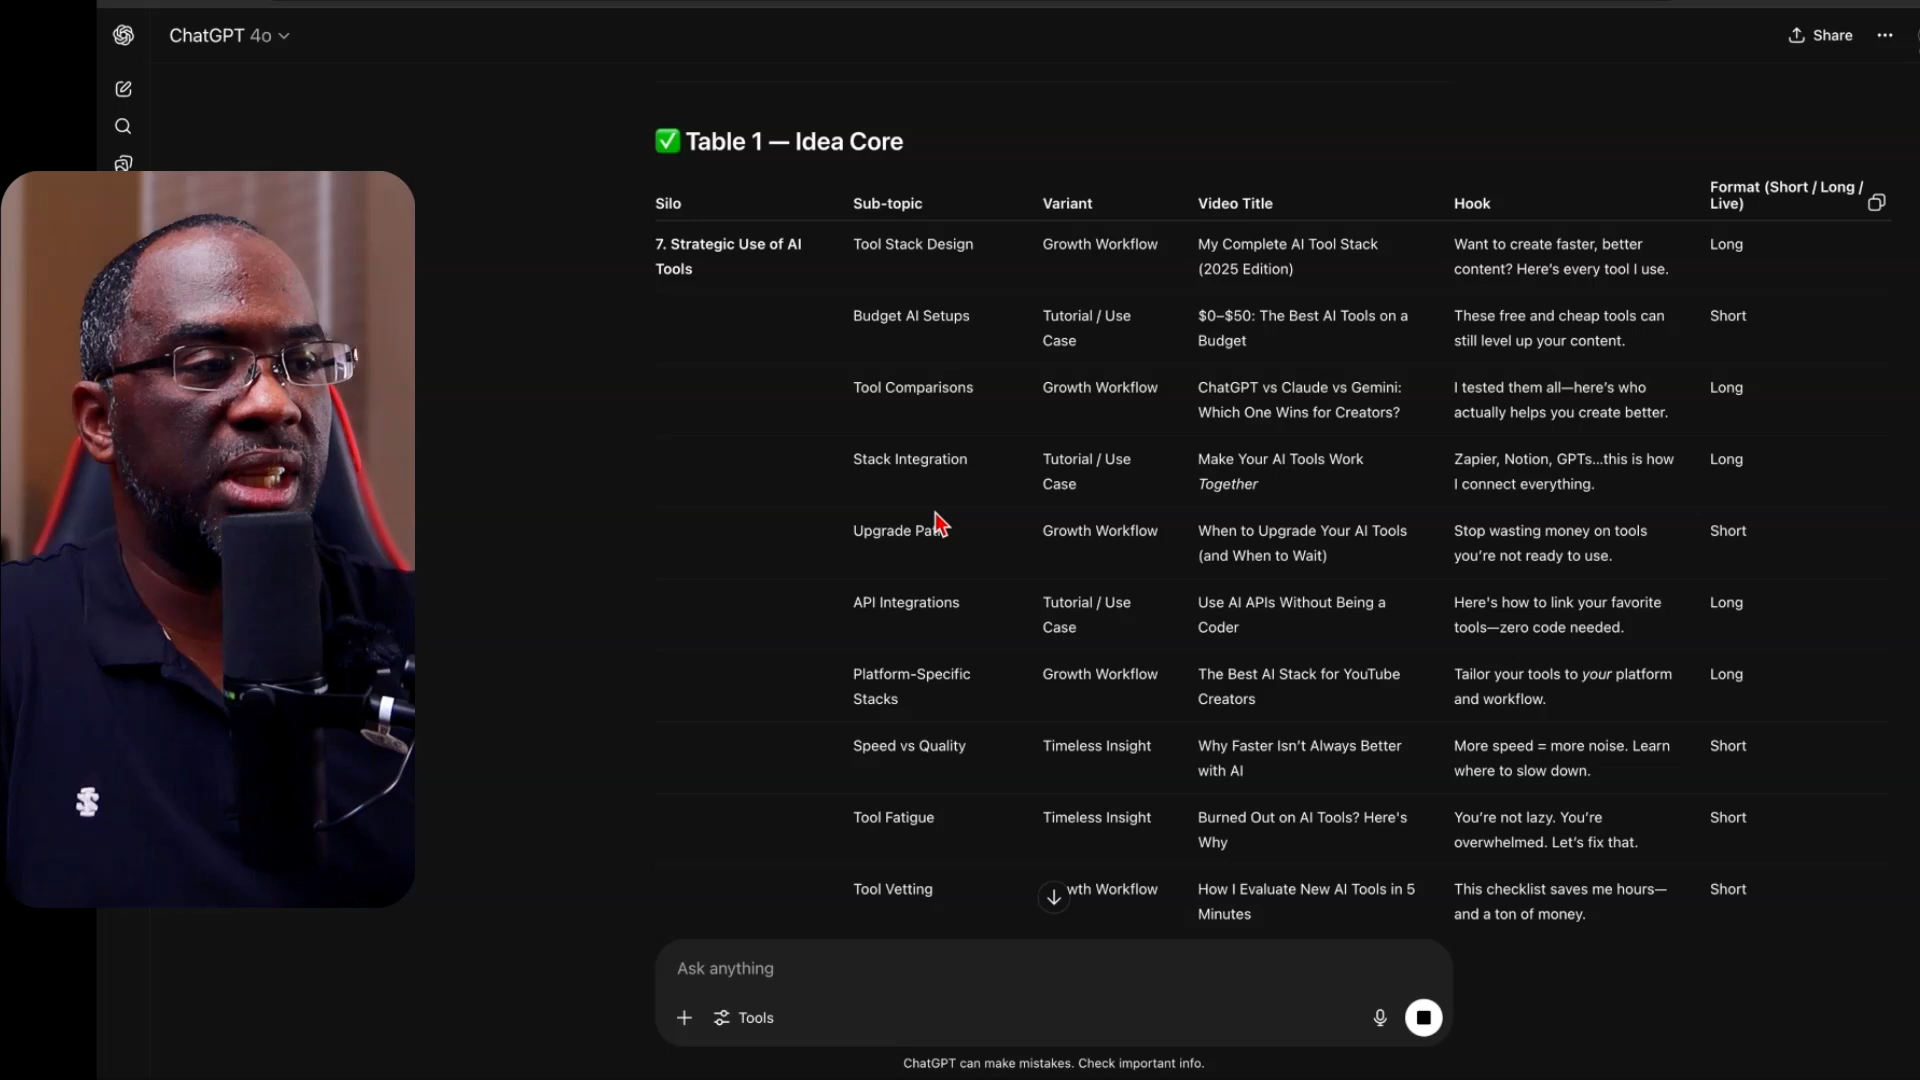 ChatGPT 4o
Share
✅ Table 1 — Idea Core
Silo Sub-topic Variant Video Title Hook Format (Short / Long /
Live)
7. Strategic Use of AI Tool Stack Design Growth Workflow My Complete AI Tool Stack Want to create faster, better Long
Tools (2025 Edition) content? Here's every tool I use.
Budget AI Setups Tutorial / Use $0–$50: The Best AI Tools on a These free and cheap tools can Short
Case Budget still level up your content.
Tool Comparisons Growth Workflow ChatGPT vs Claude vs Gemini: I tested them all—here's who Long
Which One Wins for Creators? actually helps you create better.
Stack Integration Tutorial / Use Make Your AI Tools Work Zapier, Notion, GPTs…this is how Long
Case Together I connect everything.
Upgrade Growth Workflow When to Upgrade Your AI Tools Stop wasting money on tools Short
(and When to Wait) you're not ready to use.
API Integrations Tutorial / Use Use AI APIs Without Being a Here's how to link your favorite Long
Case Coder tools—zero code needed.
Platform-Specific Growth Workflow The Best AI Stack for YouTube Tailor your tools to your platform Long
Stacks Creators and workflow.
Speed vs Quality Timeless Insight Why Faster Isn't Always Better More speed = more noise. Learn Short
with AI where to slow down.
Tool Fatigue Timeless Insight Burned Out on AI Tools? Here's You're not lazy. You're Short
Why overwhelmed. Let's fix that.
Tool Vetting wth Workflow How I Evaluate New AI Tools in 5 This checklist saves me hours— Short
Minutes and a ton of money.
Ask anything
Tools
ChatGPT can make mistakes. Check important info.